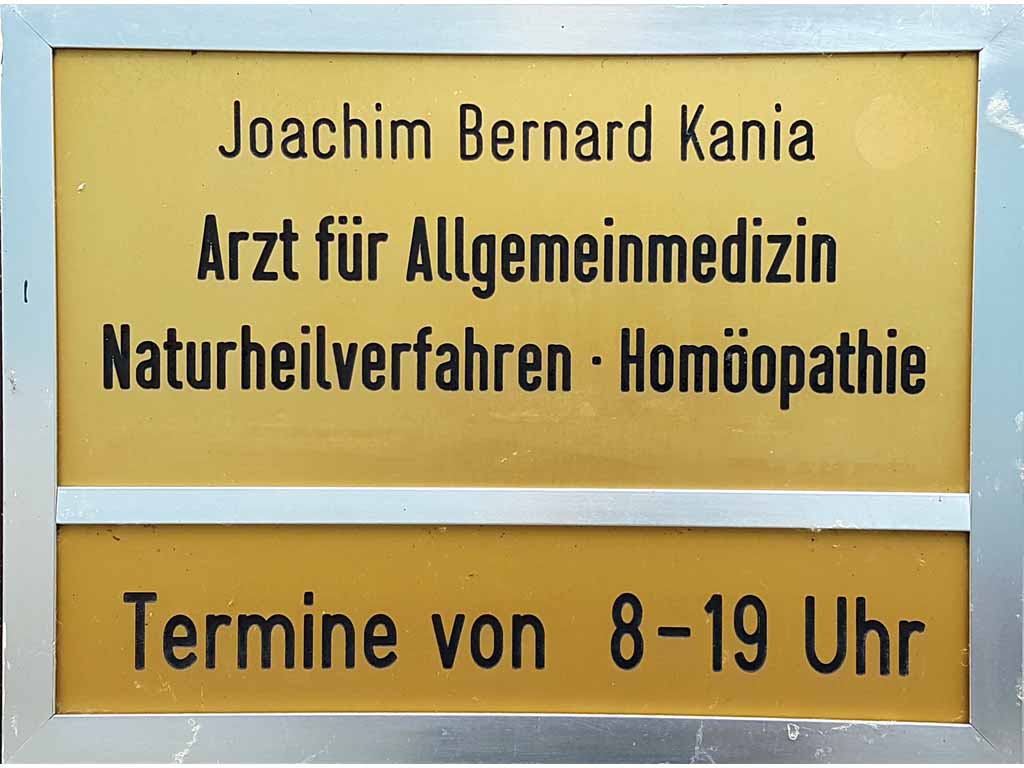 Joachim Bernard Kania
Arzt für Allgemeinmedizin
Naturheilverfahren · Homöopathie
Termine von 8-19 Uhr